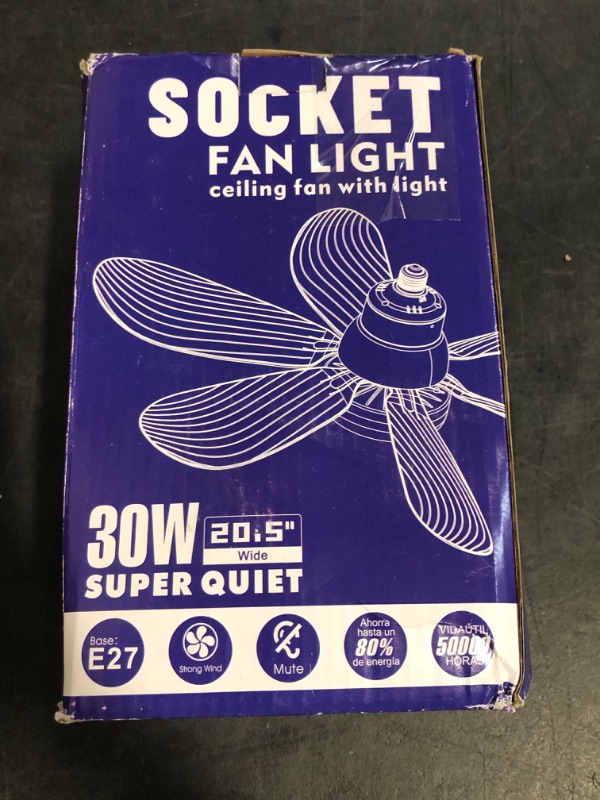 SOCKET
FAN LIGHT
ceiling fan with light
30W
20.5"
Wide
SUPER QUIET
Base:
E27
Strong Wind
Mute
Ahorra
hasta un
80%
de energía
VIDA ÚTIL
50000
HORAS